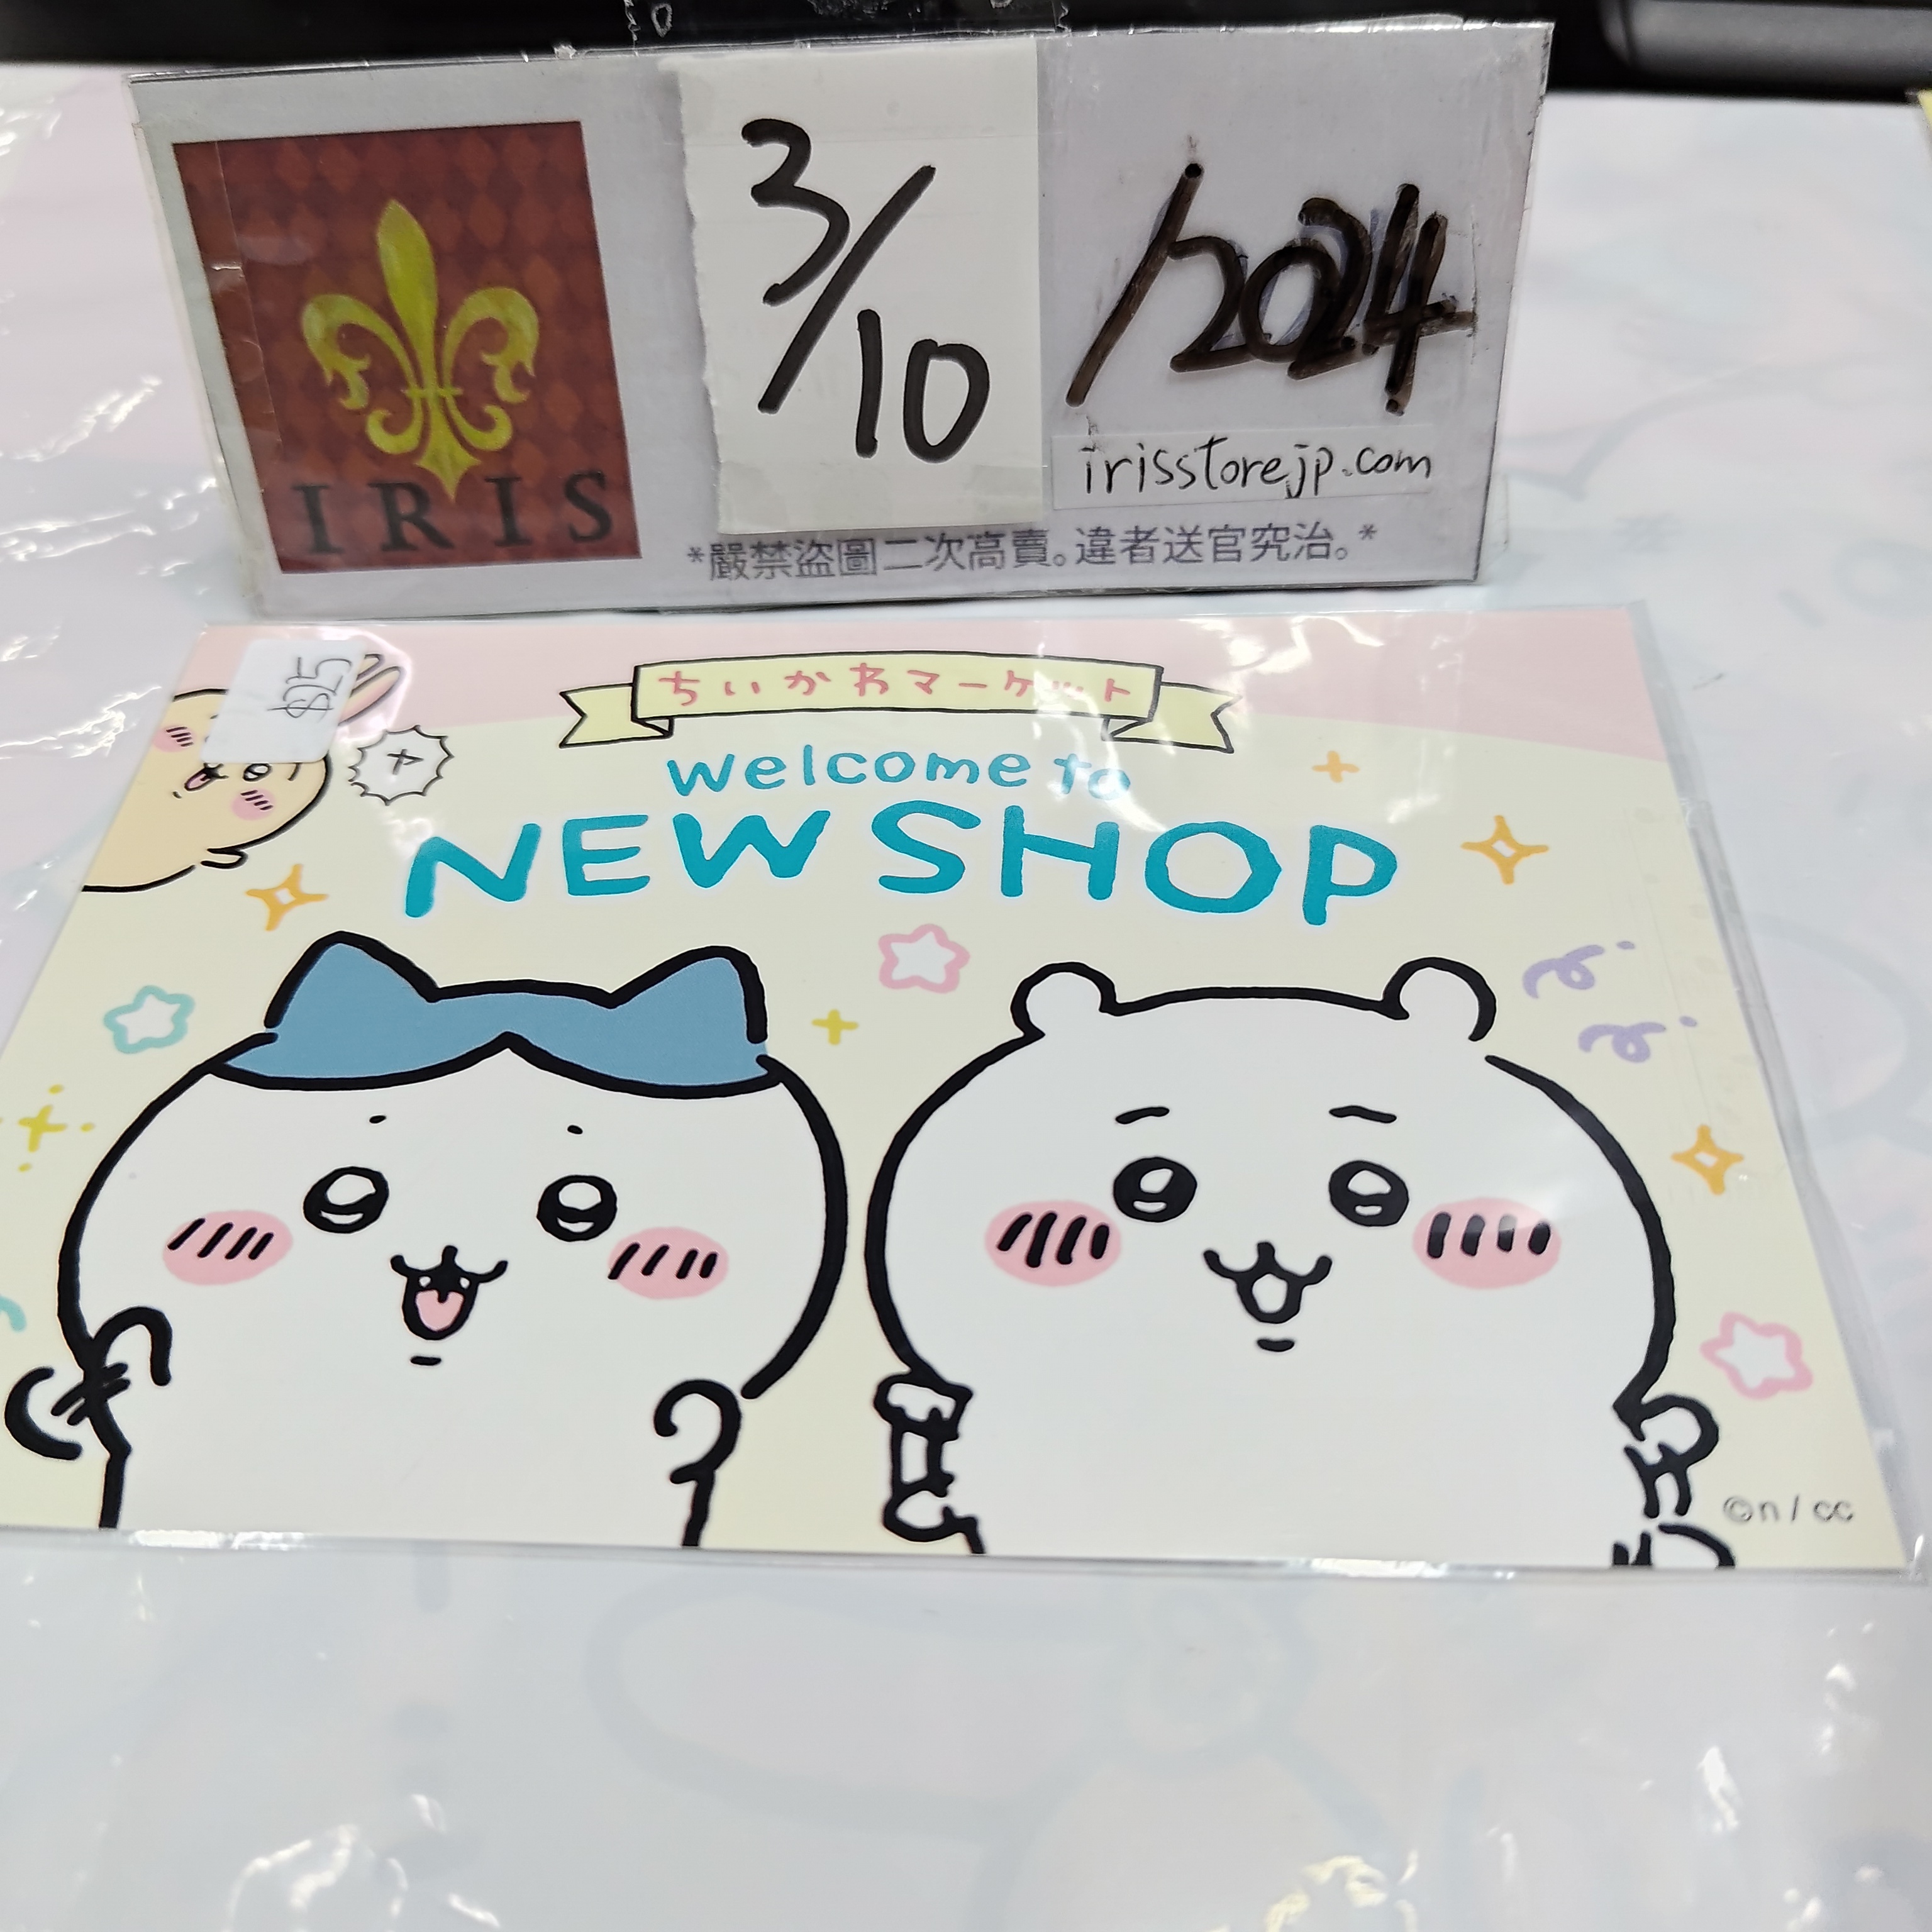 IRIS
3/10
/2024
irisstorejp.com
*嚴禁盜圖二次高賣。違者送官究治。*
$25
ちいかわマーケット
welcome to
NEW SHOP
©n/cc